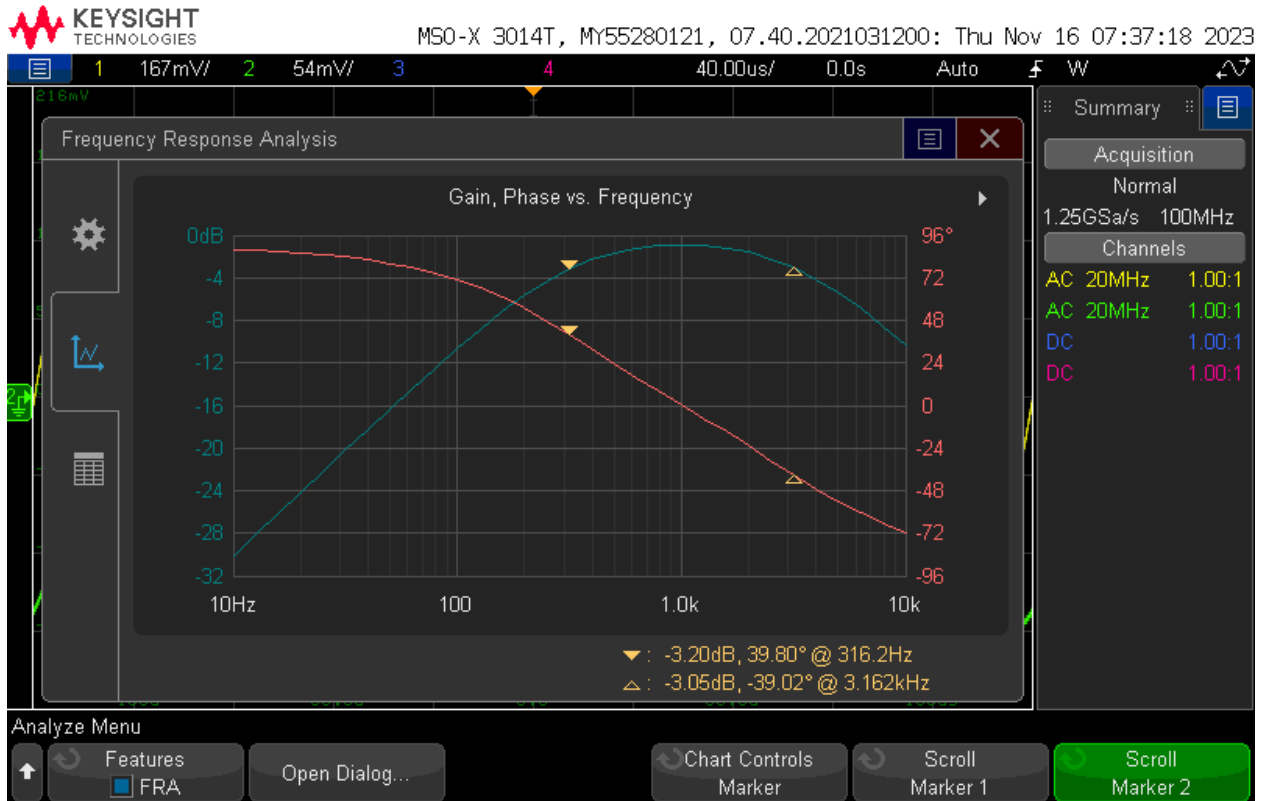 KEYSIGHT
TECHNOLOGIES
MSO-X 3014T, MY55280121, 07.40.2021031200: Thu Nov 16 07:37:18 2023
1 167mV/ 2 54mV/ 3 4 40.00us/ 0.0s Auto W
216mV
Summary
Frequency Response Analysis
Acquisition
Normal
1.25GSa/s 100MHz
Channels
AC 20MHz 1.00:1
AC 20MHz 1.00:1
DC 1.00:1
DC 1.00:1
Gain, Phase vs. Frequency
0dB 96°
-4 72
-8 48
-12 24
-16 0
-20 -24
-24 -48
-28 -72
-32 -96
10Hz 100 1.0k 10k
: -3.20dB, 39.80° @ 316.2Hz
: -3.05dB, -39.02° @ 3.162kHz
2
Analyze Menu
Features
FRA
Open Dialog...
Chart Controls
Marker
Scroll
Marker 1
Scroll
Marker 2